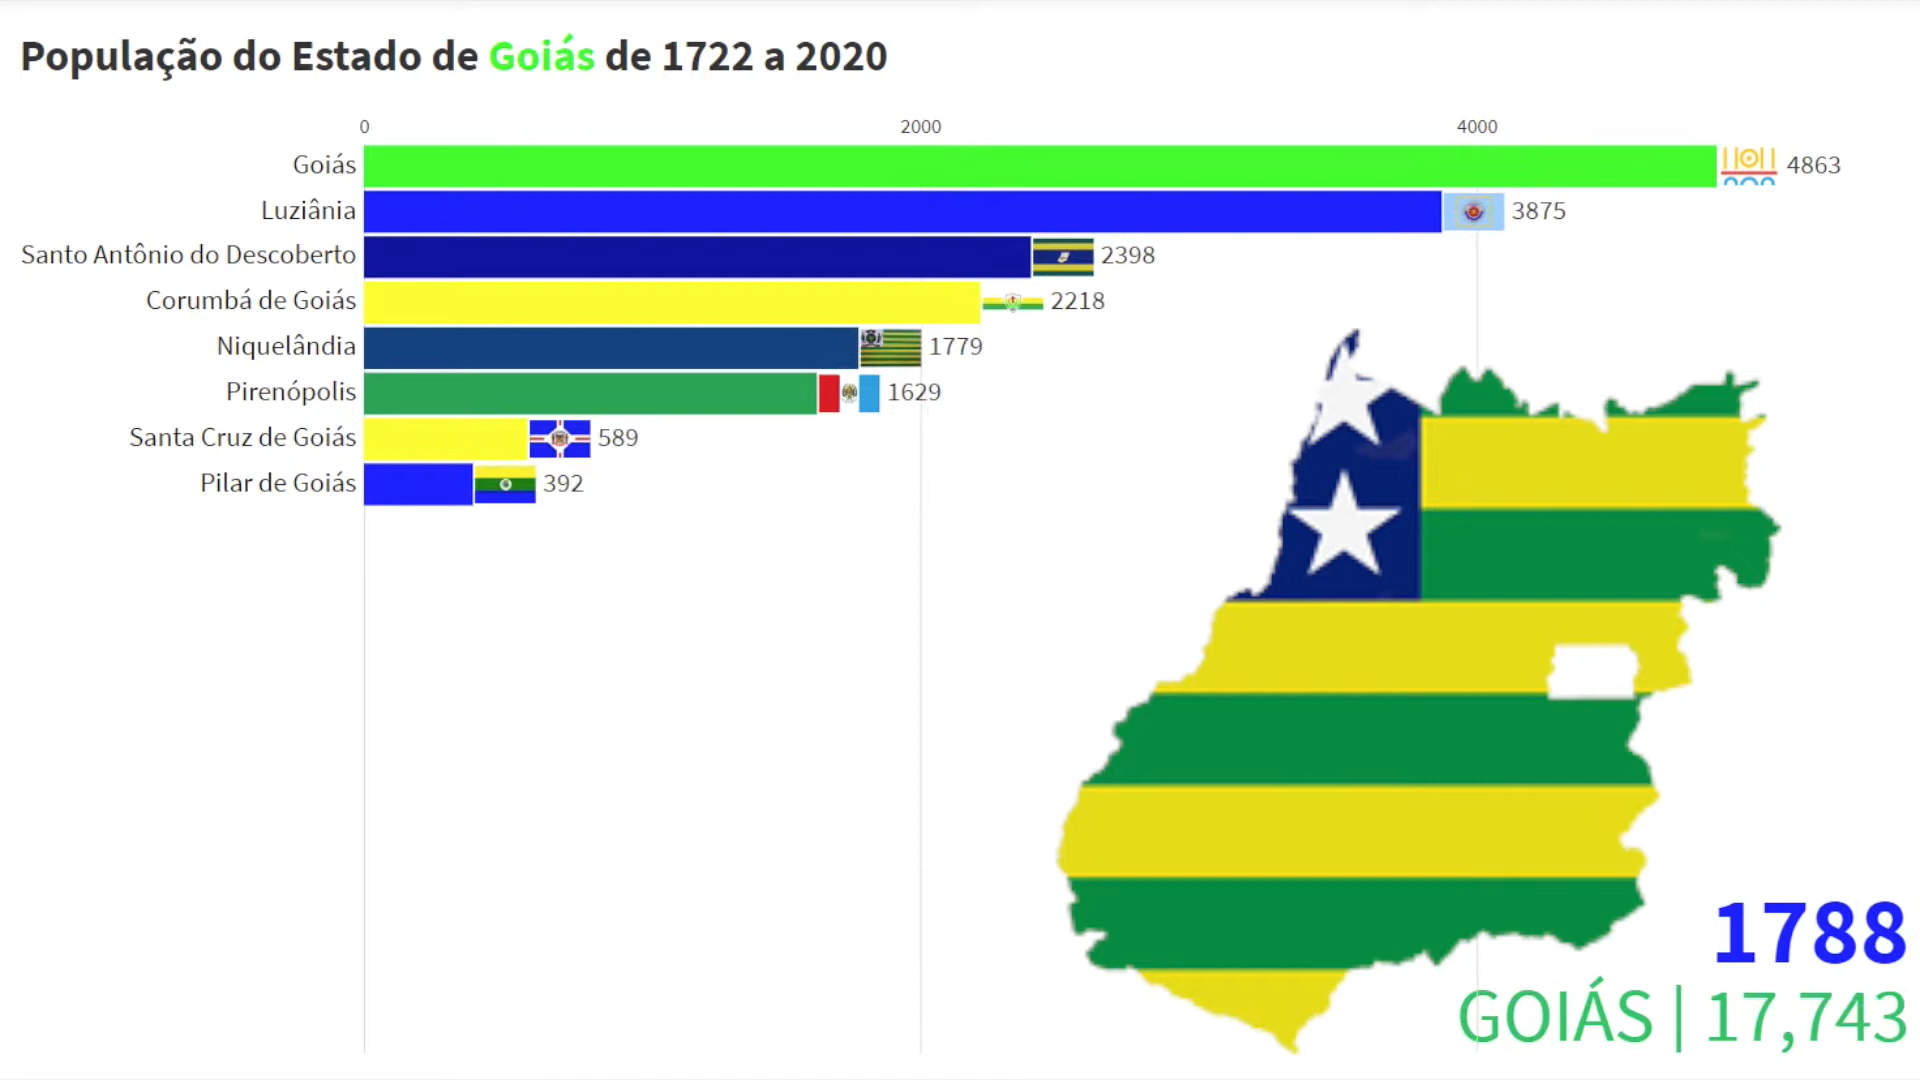 População do Estado de Goiás de 1722 a 2020
0 2000 4000
Goiás 4863
Luziânia 3875
Santo Antônio do Descoberto 2398
Corumbá de Goiás 2218
Niquelândia 1779
Pirenópolis 1629
Santa Cruz de Goiás 589
Pilar de Goiás 392
1788
GOIÁS | 17,743